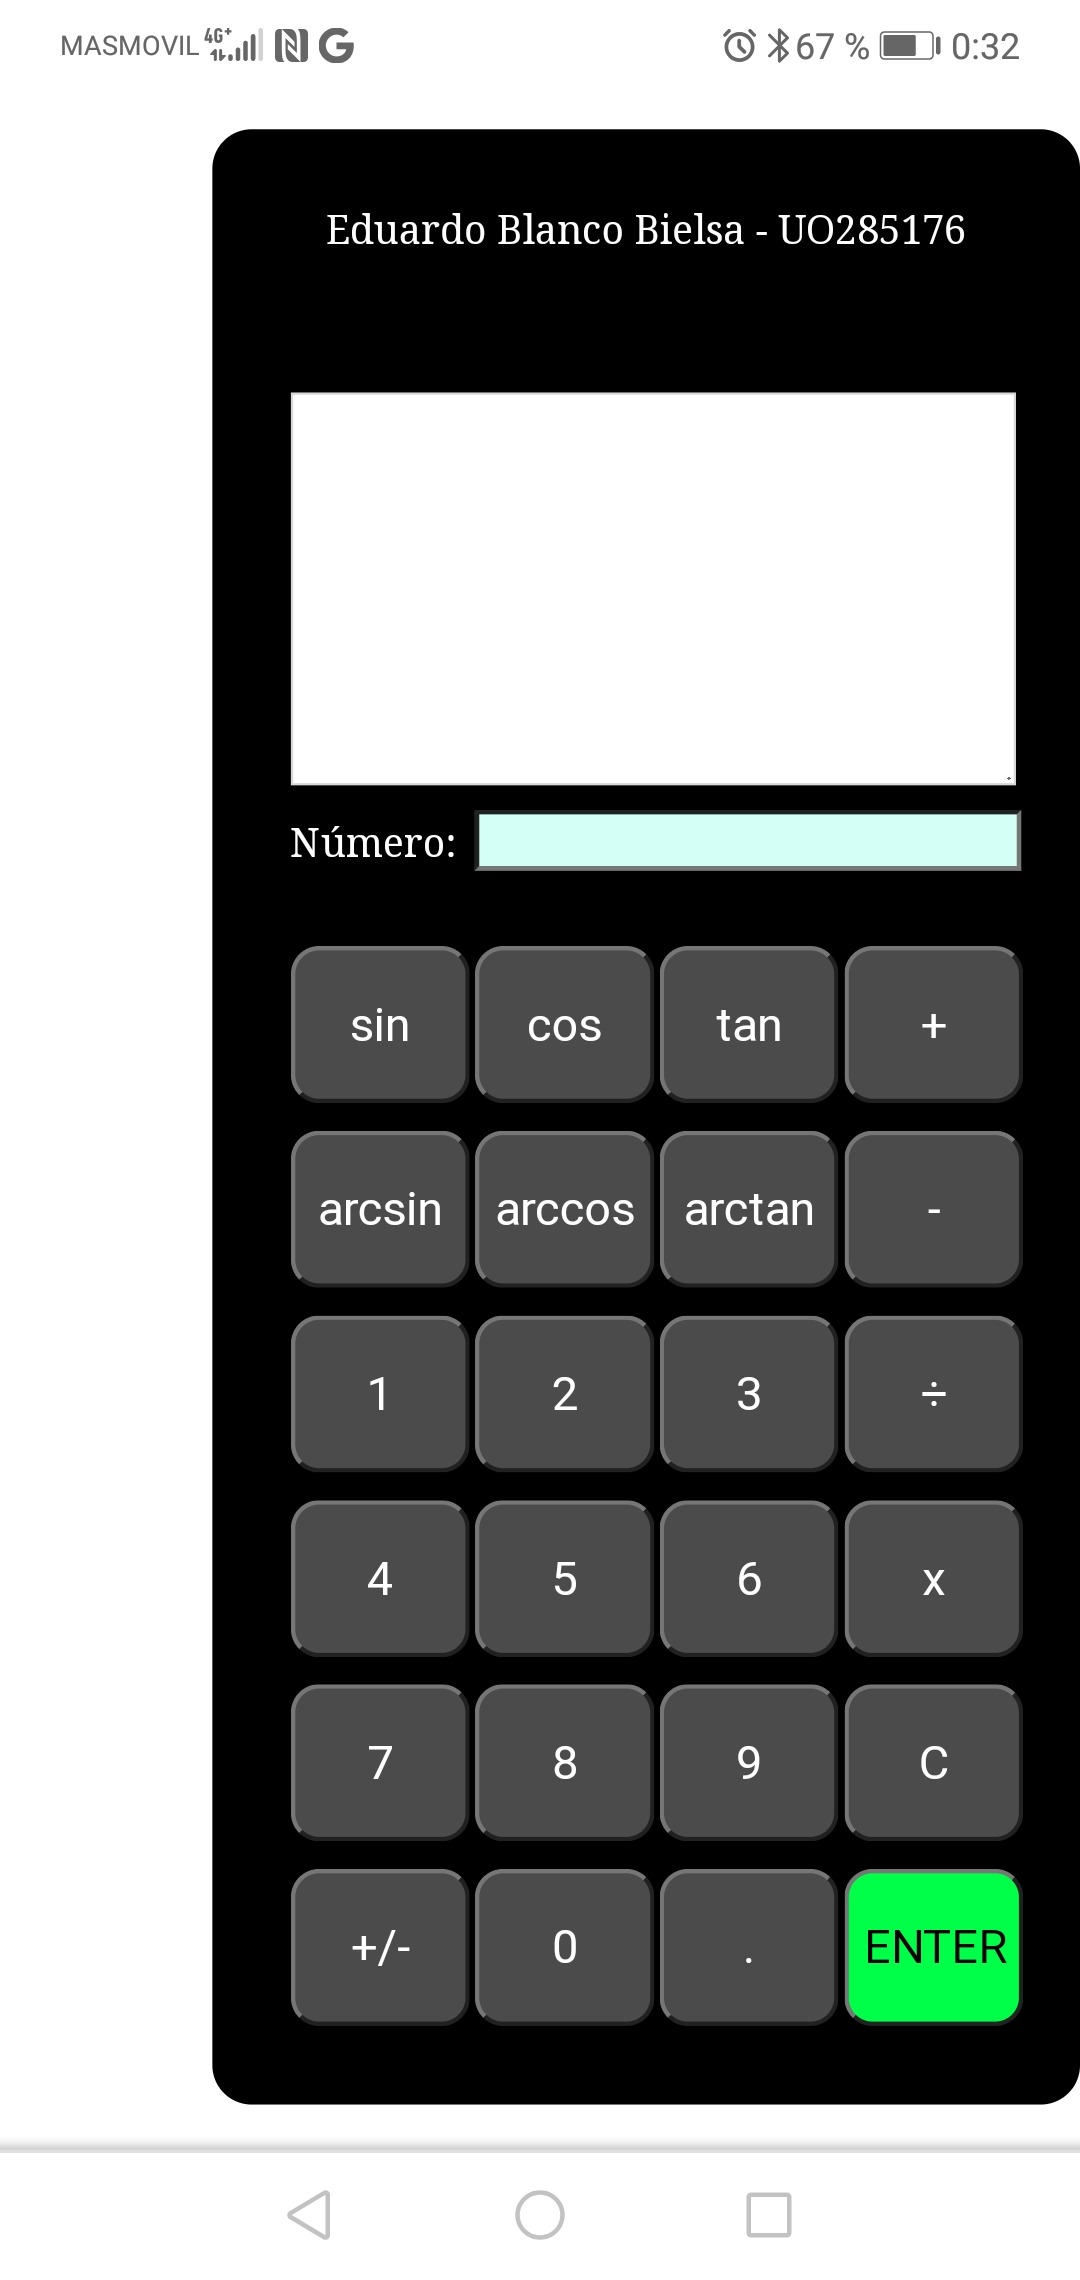 MASMOVIL 4G+ 67 % 0:32
Eduardo Blanco Bielsa - UO285176
Número:
sin cos tan +
arcsin arccos arctan -
1 2 3 ÷
4 5 6 x
7 8 9 C
+/- 0 . ENTER